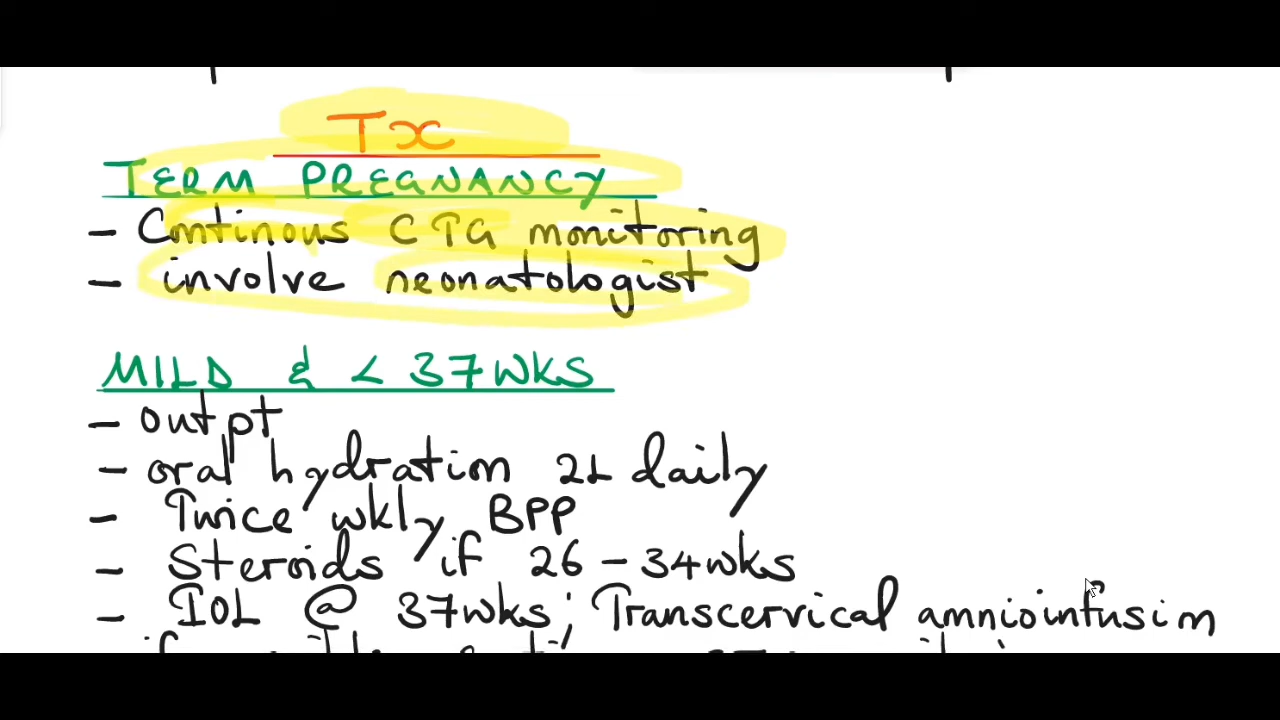 Tx
TERM PREGNANCY
- Continous CTG monitoring
- involve neonatologist
MILD & < 37WKS
- outpt
- oral hydration 2L daily
- Twice wkly BPP
- Steroids if 26 - 34wks
- IOL @ 37wks; Transcervical amnioinfusim